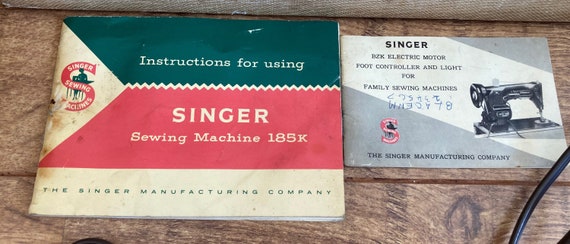 Instructions for using
SINGER
SEWING
MACHINES
SINGER
Sewing Machine 185K
THE SINGER MANUFACTURING COMPANY
SINGER
BZK ELECTRIC MOTOR
FOOT CONTROLLER AND LIGHT
FOR
FAMILY SEWING MACHINES
THE SINGER MANUFACTURING COMPANY